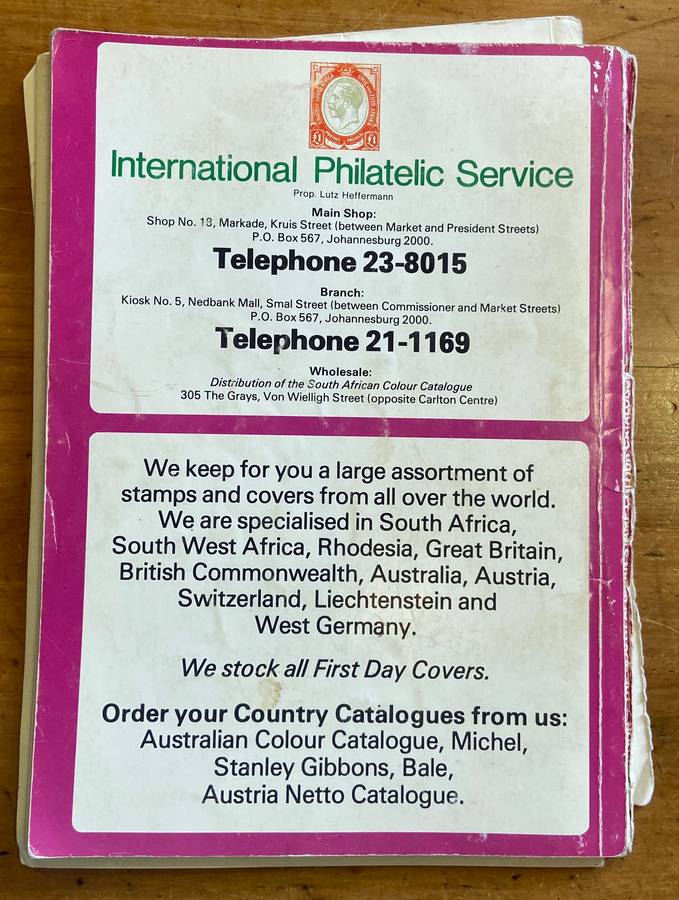 £1 £1
International Philatelic Service
Prop. Lutz Heffermann
Main Shop:
Shop No. 13, Markade, Kruis Street (between Market and President Streets)
P.O. Box 567, Johannesburg 2000.
Telephone 23-8015
Branch:
Kiosk No. 5, Nedbank Mall, Smal Street (between Commissioner and Market Streets)
P.O. Box 567, Johannesburg 2000.
Telephone 21-1169
Wholesale:
Distribution of the South African Colour Catalogue
305 The Grays, Von Wielligh Street (opposite Carlton Centre)
We keep for you a large assortment of
stamps and covers from all over the world.
We are specialised in South Africa,
South West Africa, Rhodesia, Great Britain,
British Commonwealth, Australia, Austria,
Switzerland, Liechtenstein and
West Germany.
We stock all First Day Covers.
Order your Country Catalogues from us:
Australian Colour Catalogue, Michel,
Stanley Gibbons, Bale,
Austria Netto Catalogue.